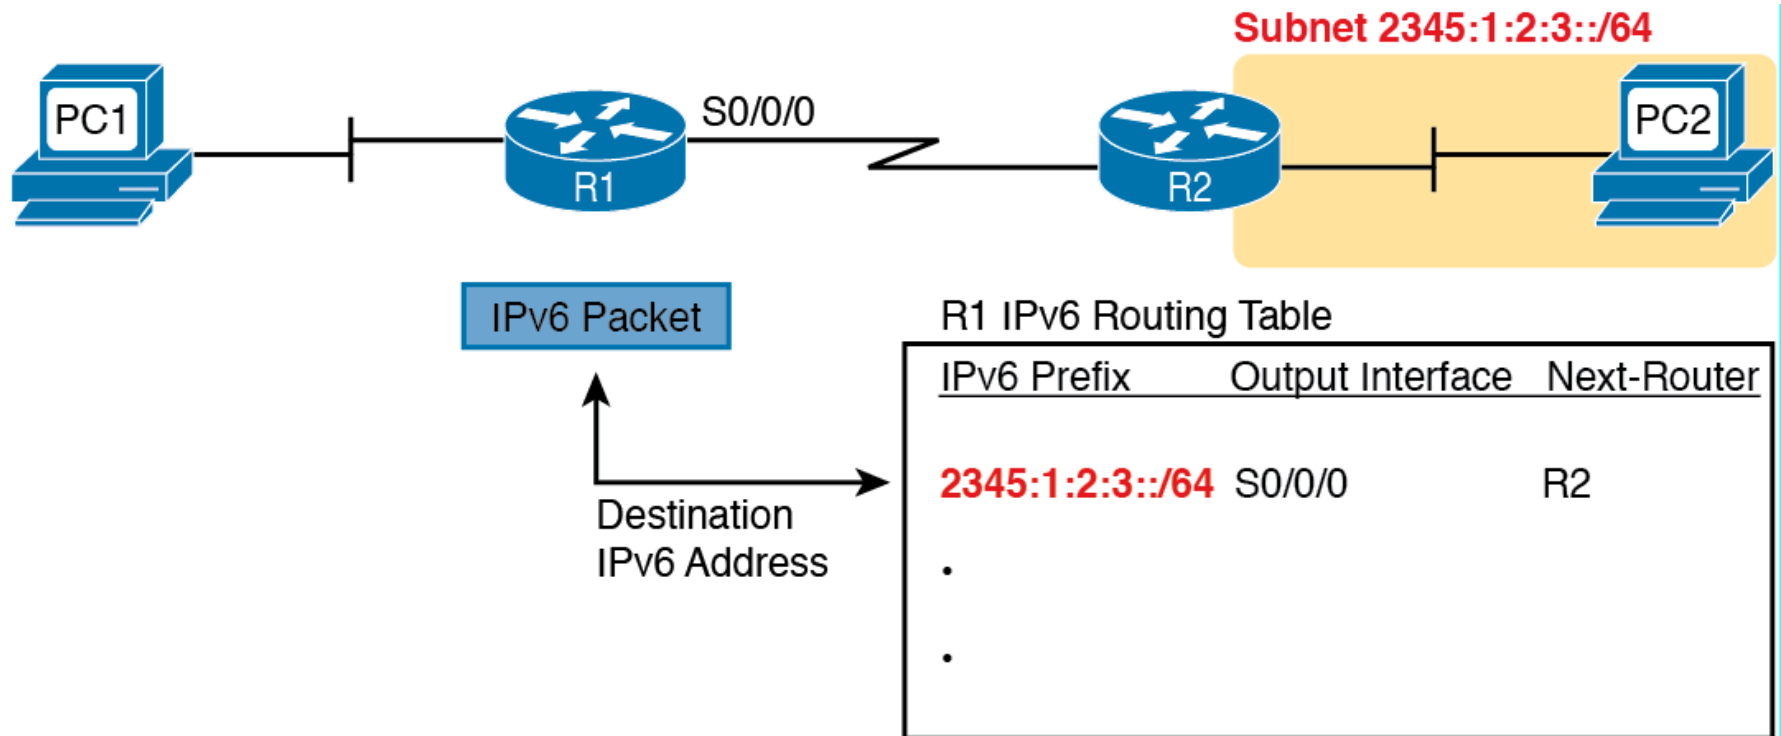 Subnet 2345:1:2:3::/64
PC1
S0/0/0
PC2
R1
R2
IPv6 Packet
R1 IPv6 Routing Table
IPv6 Prefix Output Interface Next-Router
2345:1:2:3::/64 S0/0/0 R2
Destination
IPv6 Address
•
•